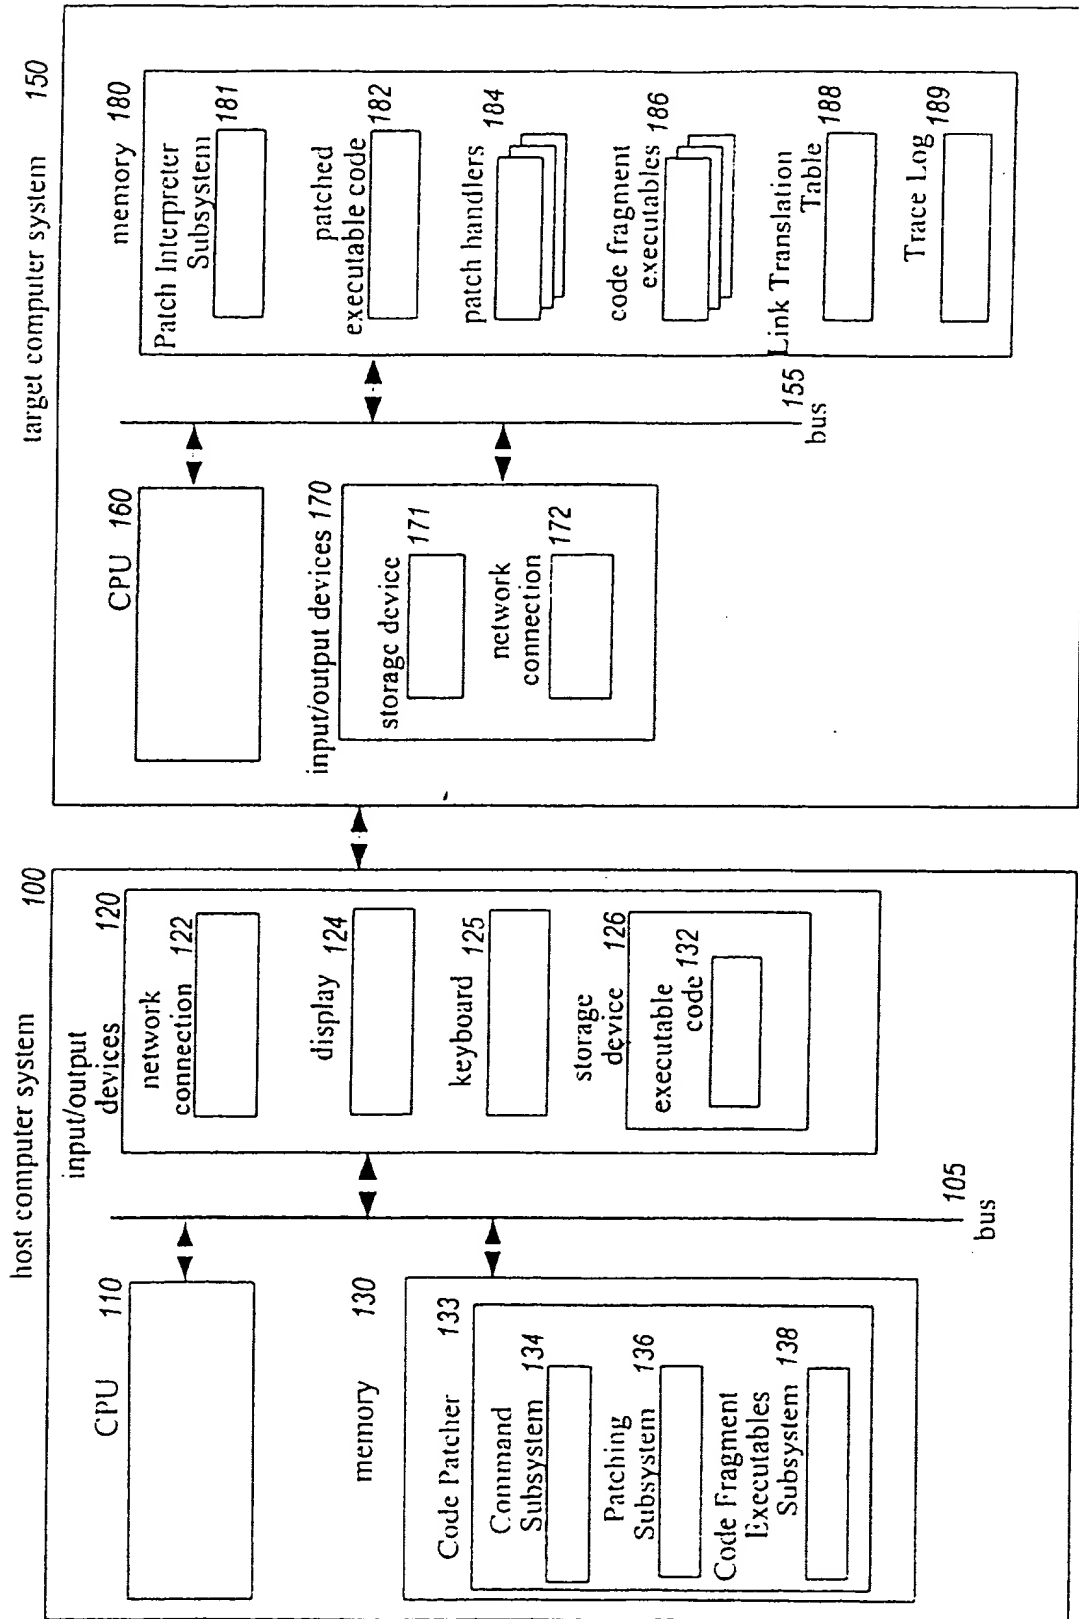 host computer system 100
CPU 110
memory 130
Code Patcher 133
Command
Subsystem 134
Patching
Subsystem 136
Code Fragment
Executables
Subsystem 138
105
bus
input/output
devices 120
network
connection 122
display 124
keyboard 125
storage
device 126
executable
code 132
target computer system 150
CPU 160
input/output devices 170
storage device 171
network
connection 172
155
bus
memory 180
Patch Interpreter
Subsystem 181
patched
executable code 182
patch handlers 184
code fragment
executables 186
Link Translation
Table 188
Trace Log 189